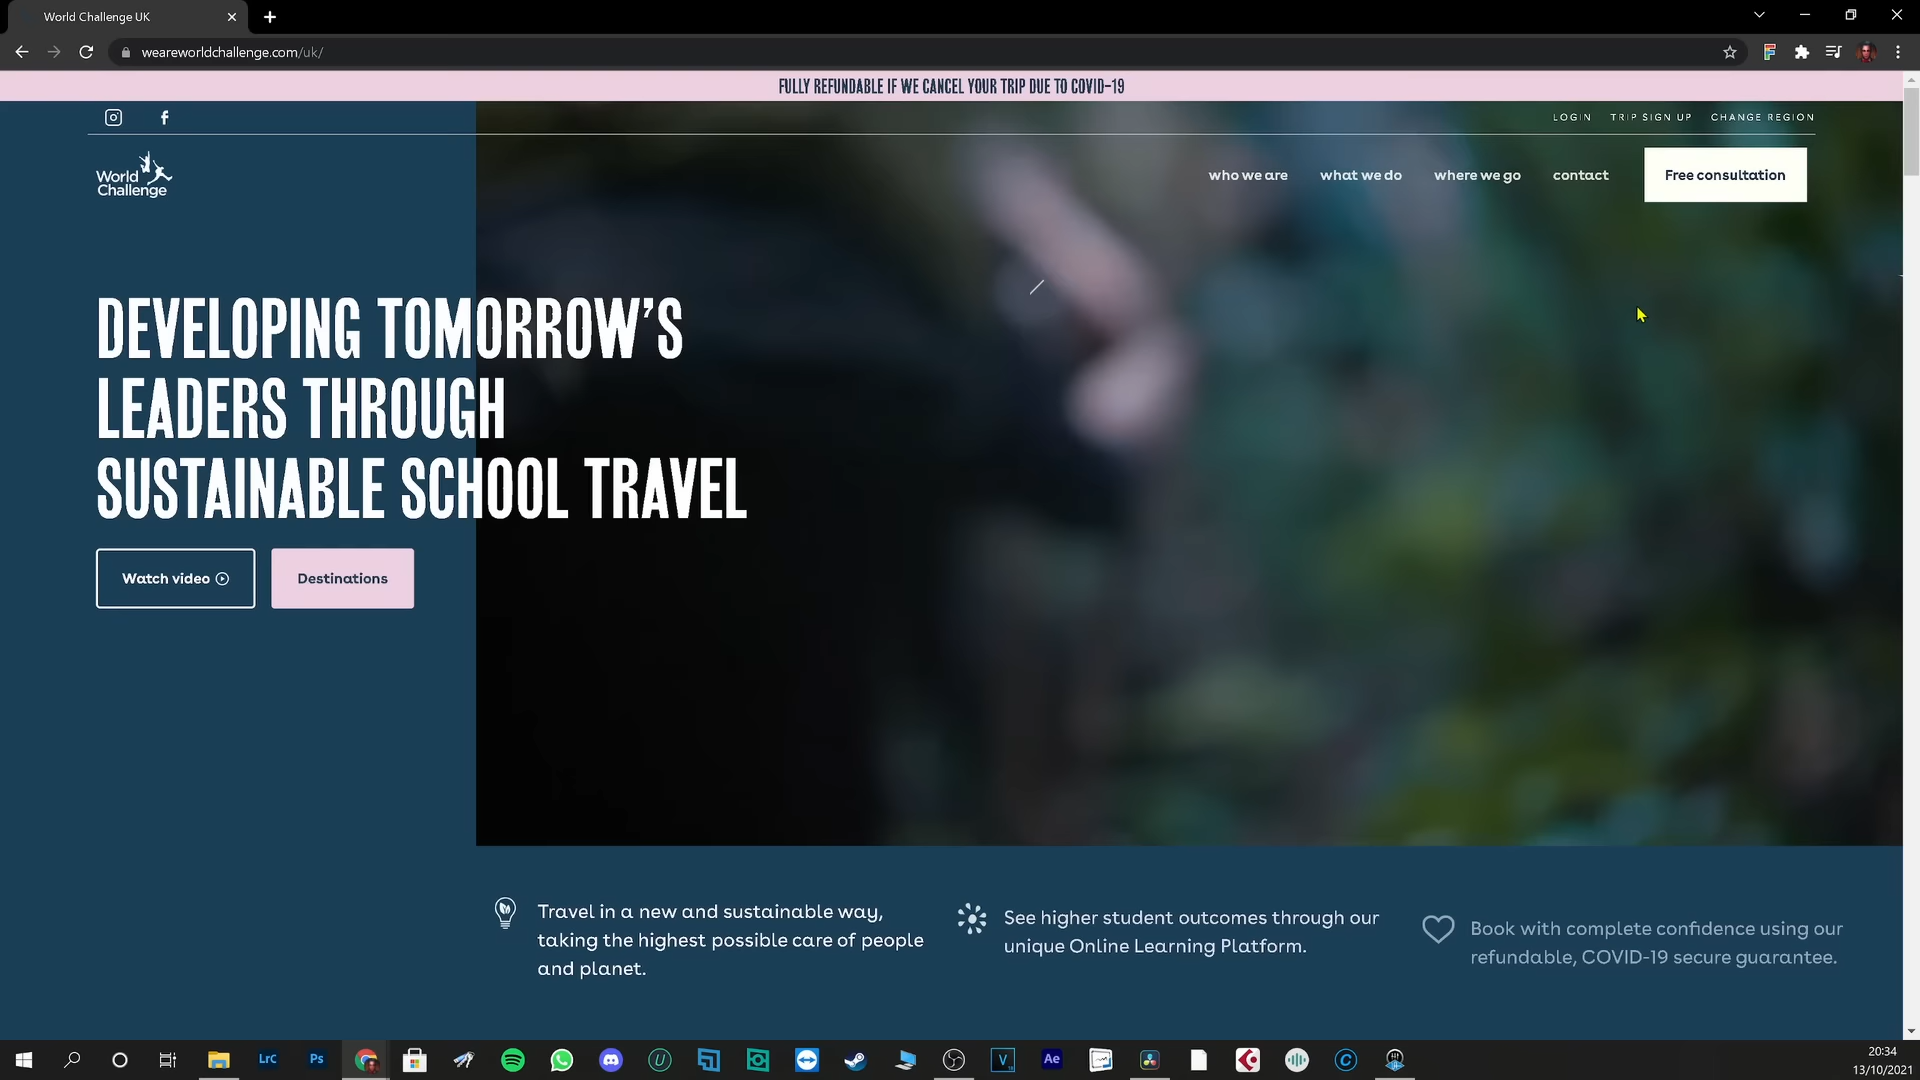 World Challenge UK
weareworldchallenge.com/uk/
FULLY REFUNDABLE IF WE CANCEL YOUR TRIP DUE TO COVID-19
LOGIN TRIP SIGN UP CHANGE REGION
World
Challenge
who we are what we do where we go contact Free consultation
DEVELOPING TOMORROW'S
LEADERS THROUGH
SUSTAINABLE SCHOOL TRAVEL
Watch video Destinations
Travel in a new and sustainable way,
taking the highest possible care of people
and planet.
See higher student outcomes through our
unique Online Learning Platform.
Book with complete confidence using our
refundable, COVID-19 secure guarantee.
LrC Ps Ae
20:34
13/10/2021